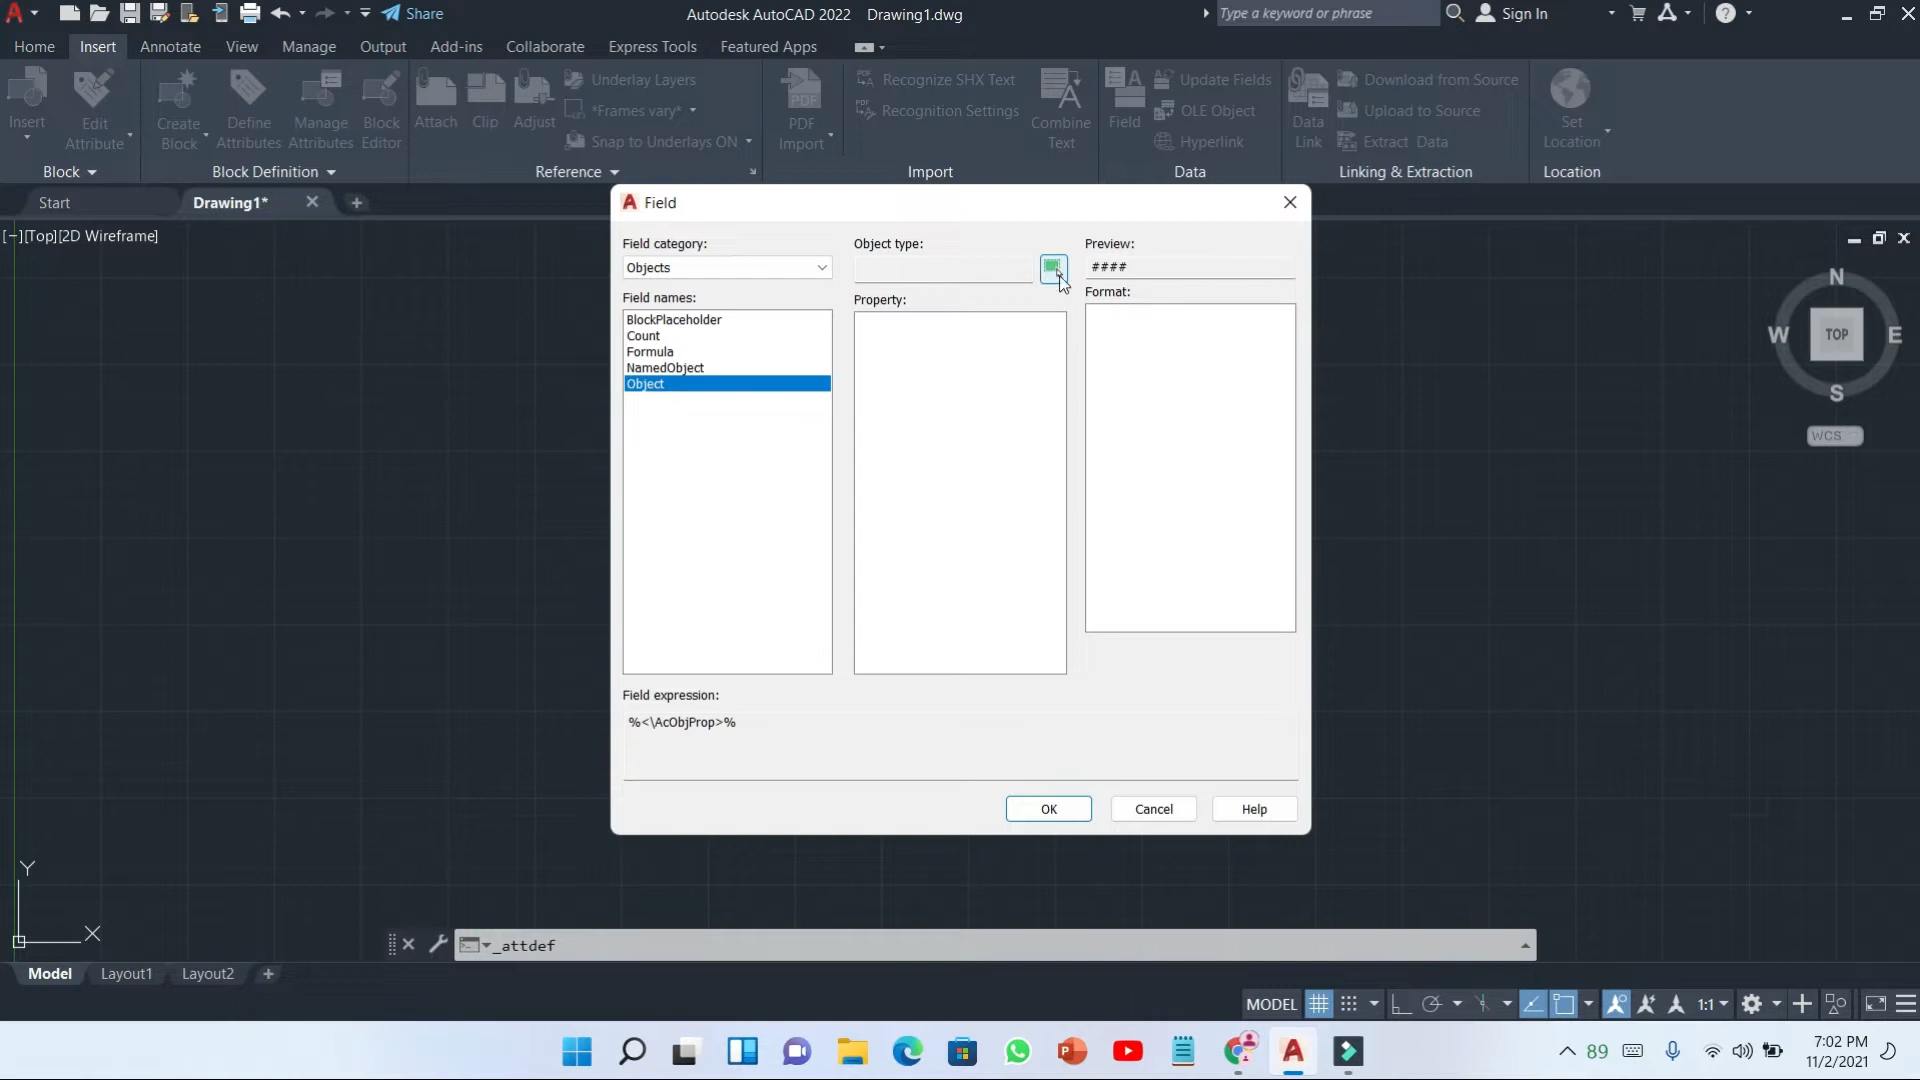 Share
Autodesk AutoCAD 2022 Drawing1.dwg
Type a keyword or phrase
Sign In
Home Insert Annotate View Manage Output Add-ins Collaborate Express Tools Featured Apps
Insert
Edit Attribute
Create Block
Define Attributes
Manage Attributes
Block Editor
Attach
Clip
Adjust
Underlay Layers
*Frames vary*
Snap to Underlays ON
PDF Import
Recognize SHX Text
Recognition Settings
Combine Text
Field
Update Fields
OLE Object
Hyperlink
Data Link
Download from Source
Upload to Source
Extract Data
Set Location
Block
Block Definition
Reference
Import
Data
Linking & Extraction
Location
Start
Drawing1*
[−][Top][2D Wireframe]
Field
Field category:
Objects
Field names:
BlockPlaceholder
Count
Formula
NamedObject
Object
Object type:
Property:
Preview:
####
Format:
Field expression:
%<\AcObjProp>%
OK
Cancel
Help
N
W
TOP
E
S
WCS
Y
X
_attdef
Model
Layout1
Layout2
MODEL
1:1
89
7:02 PM
11/2/2021